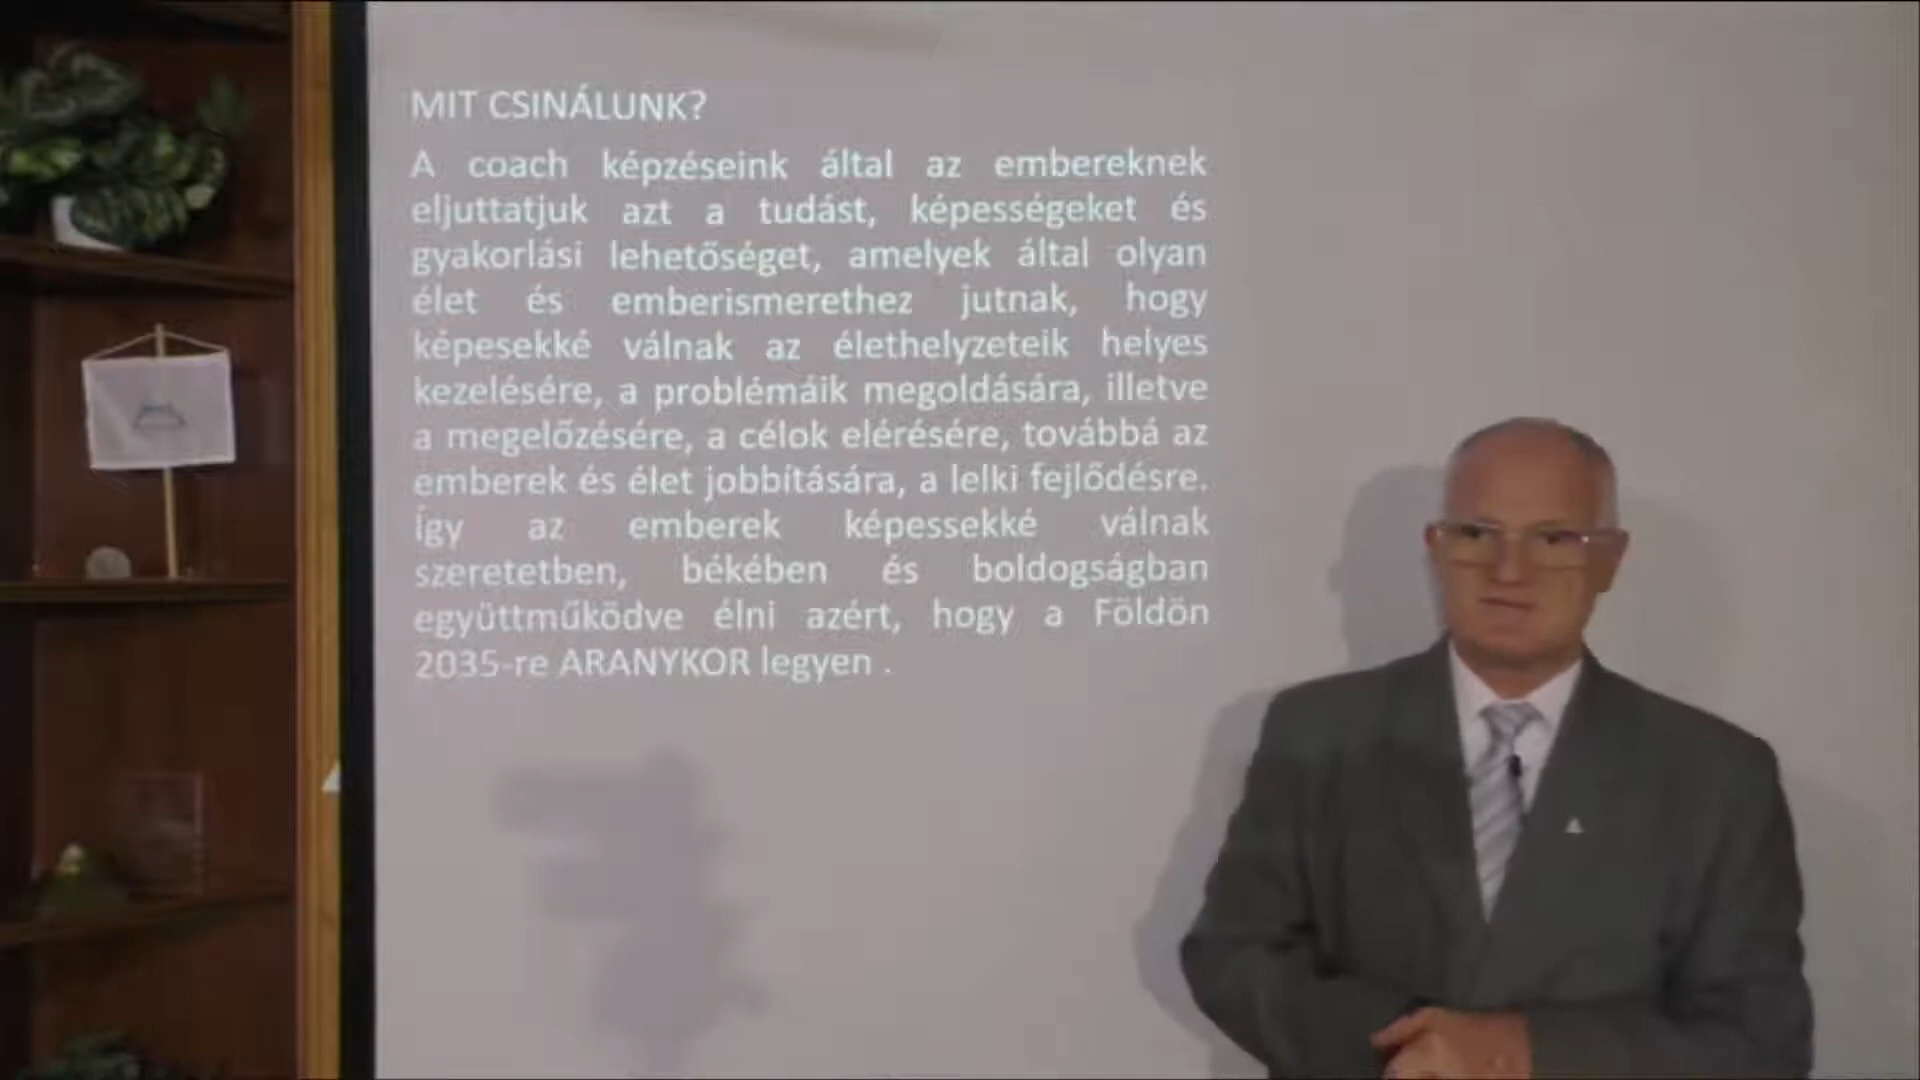 MIT CSINÁLUNK?
A coach képzéseink által az embereknek
eljuttatjuk azt a tudást, képességeket és
gyakorlási lehetőséget, amelyek által olyan
élet és emberismerethez jutnak, hogy
képesekké válnak az élethelyzeteik helyes
kezelésére, a problémáik megoldására, illetve
a megelőzésére, a célok elérésére, továbbá az
emberek és élet jobbítására, a lelki fejlődésre.
Így az emberek képessekké válnak
szeretetben, békében és boldogságban
együttműködve élni azért, hogy a Földön
2035-re ARANYKOR legyen .